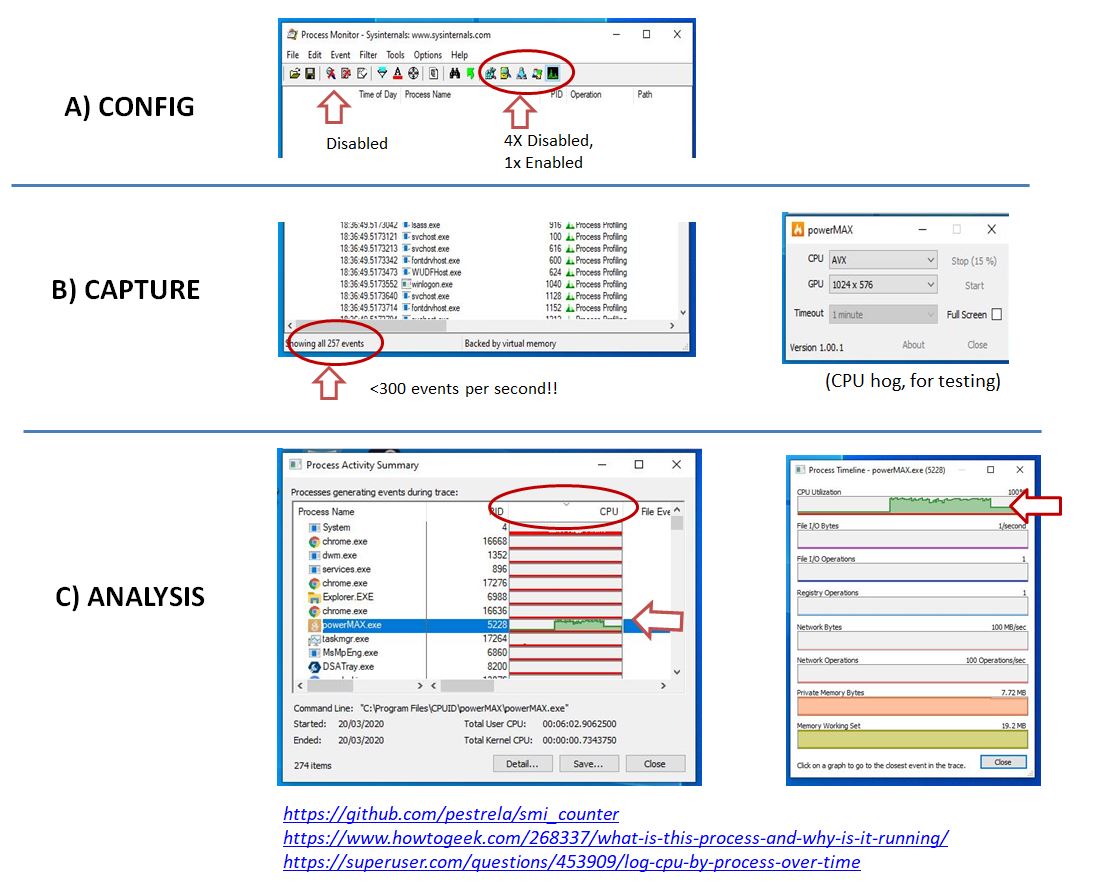 A) CONFIG
Process Monitor - Sysinternals: www.sysinternals.com
File Edit Event Filter Tools Options Help
Time of Day Process Name PID Operation Path
Disabled
4X Disabled,
1x Enabled
B) CAPTURE
18:36:49.5173042 lsass.exe 916 Process Profiling
18:36:49.5173121 svchost.exe 100 Process Profiling
18:36:49.5173213 svchost.exe 616 Process Profiling
18:36:49.5173342 fontdrvhost.exe 600 Process Profiling
18:36:49.5173473 WUDFHost.exe 624 Process Profiling
18:36:49.5173552 winlogon.exe 1040 Process Profiling
18:36:49.5173640 svchost.exe 1128 Process Profiling
18:36:49.5173714 fontdrvhost.exe 1152 Process Profiling
Showing all 257 events Backed by virtual memory
<300 events per second!!
powerMAX
CPU AVX Stop (15 %)
GPU 1024 x 576 Start
Timeout 1 minute Full Screen
Version 1.00.1 About Close
(CPU hog, for testing)
C) ANALYSIS
Process Activity Summary
Processes generating events during trace:
Process Name PID CPU File Eve
System 4
chrome.exe 16668
dwm.exe 1352
services.exe 896
chrome.exe 17276
Explorer.EXE 6988
chrome.exe 16636
powerMAX.exe 5228
taskmgr.exe 17264
MsMpEng.exe 6860
DSATray.exe 8200
Command Line: "C:\Program Files\CPUID\powerMAX\powerMAX.exe"
Started: 20/03/2020 Total User CPU: 00:06:02.9062500
Ended: 20/03/2020 Total Kernel CPU: 00:00:00.7343750
274 items Detail... Save... Close
Process Timeline - powerMAX.exe (5228)
CPU Utilization 100%
File I/O Bytes 1/second
File I/O Operations 1
Registry Operations 1
Network Bytes 100 MB/sec
Network Operations 100 Operations/sec
Private Memory Bytes 7.72 MB
Memory Working Set 19.2 MB
Click on a graph to go to the closest event in the trace. Close
https://github.com/pestrela/smi_counter
https://www.howtogeek.com/268337/what-is-this-process-and-why-is-it-running/
https://superuser.com/questions/453909/log-cpu-by-process-over-time